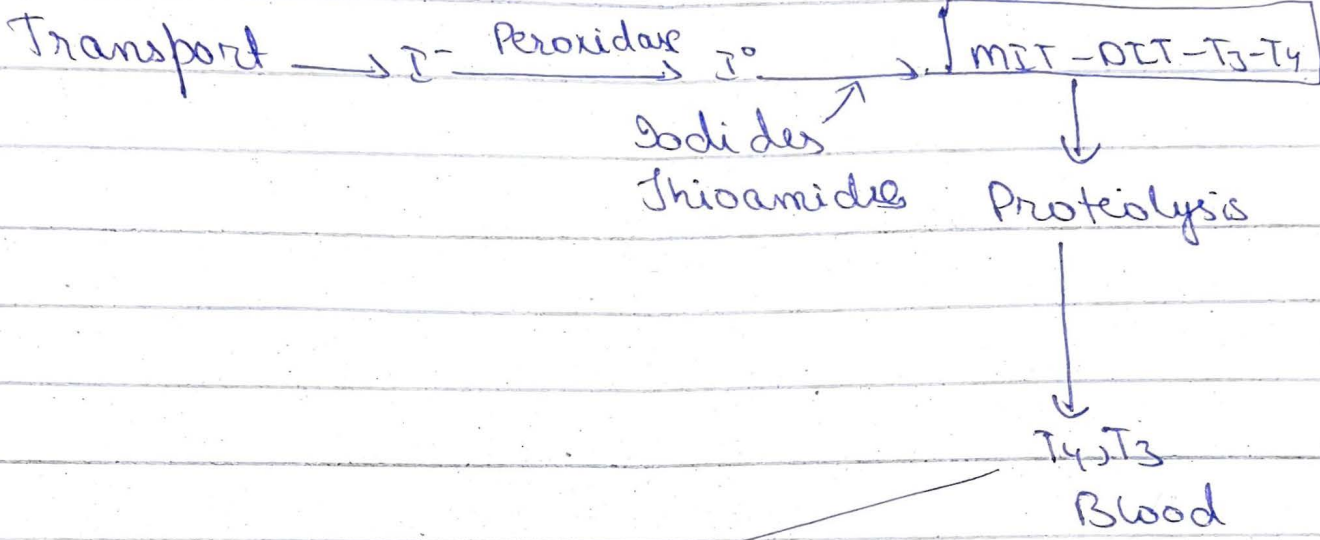 Transport → I⁻ Peroxidase → I° → MIT-DIT-T3-T4
Iodides
Thioamides Proteolysis
T4, T3
Blood